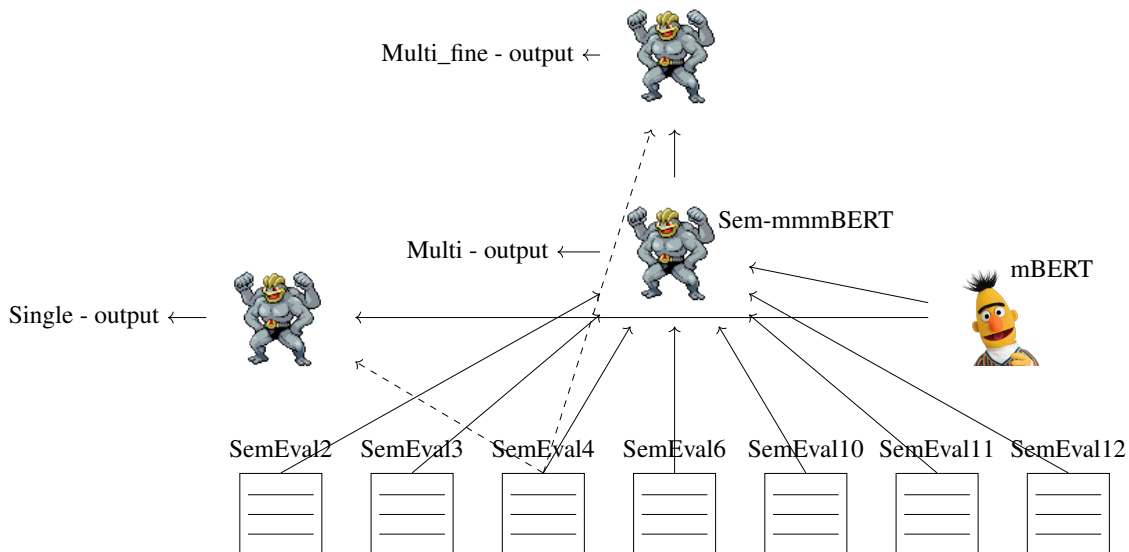 Multi_fine - output
Sem-mmmBERT
Multi - output
mBERT
Single - output
SemEval2 SemEval3 SemEval4 SemEval6 SemEval10 SemEval11 SemEval12